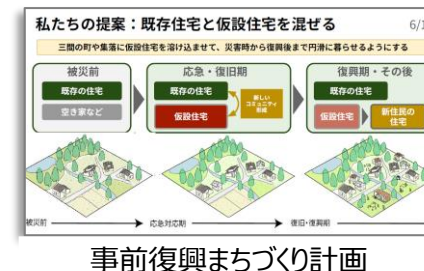 私たちの提案：既存住宅と仮設住宅を混ぜる
6/1
三間の町や集落に仮設住宅を溶け込ませて、災害時から復興後まで円滑に暮らせるようにする
被災前
応急・復旧期
復興期・その後
既存の住宅
空き家など
既存の住宅
仮設住宅
新しい
コミュニティ
形成
既存の住宅
仮設住宅
新住民の
住宅
被災前
応急対応期
復旧・復興期
事前復興まちづくり計画